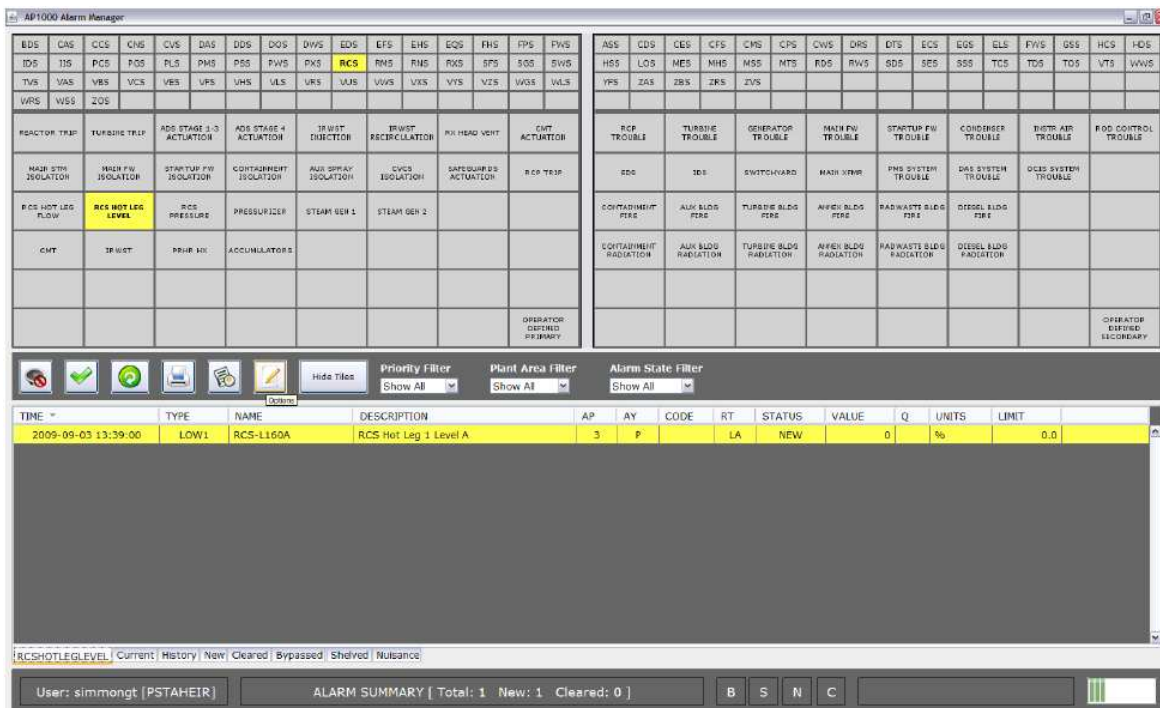 AP1000 Alarm Manager
BDS CAS CCS CNS CVS DAS DDS DOS DWS EDS EFS EHS EQS FHS FPS FWS
IDS IIS PCS PGS PLS PMS PSS PWS PXS RCS RMS RNS RXS SFS SGS SWS
TVS VAS VBS VCS VES VFS VHS VLS VRS VUS VWS VXS VYS VZS WGS WLS
WRS WSS ZOS
ASS CDS CES CFS CMS CPS CWS DRS DTS ECS EGS ELS FWS GSS HCS HDS
HSS LOS MES MHS MSS MTS RDS RWS SDS SES SSS TCS TDS TOS VTS WWS
YFS ZAS ZBS ZRS ZVS
REACTOR TRIP
TURBINE TRIP
ADS STAGE 1-3
ACTUATION
ADS STAGE 4
ACTUATION
IRWST
INJECTION
IRWST
RECIRCULATION
RX HEAD VENT
CMT
ACTUATION
MAIN STM
ISOLATION
MAIN FW
ISOLATION
STARTUP FW
ISOLATION
CONTAINMENT
ISOLATION
AUX SPRAY
ISOLATION
CVCS
ISOLATION
SAFEGUARDS
ACTUATION
RCP TRIP
RCS HOT LEG
FLOW
RCS HOT LEG
LEVEL
RCS
PRESSURE
PRESSURIZER
STEAM GEN 1
STEAM GEN 2
CMT
IRWST
PRHR HX
ACCUMULATORS
OPERATOR
DEFINED
PRIMARY
RCP
TROUBLE
TURBINE
TROUBLE
GENERATOR
TROUBLE
MAIN FW
TROUBLE
STARTUP FW
TROUBLE
CONDENSER
TROUBLE
INSTR AIR
TROUBLE
ROD CONTROL
TROUBLE
EDS
IDS
SWITCHYARD
MAIN XFMR
PMS SYSTEM
TROUBLE
DAS SYSTEM
TROUBLE
OCIS SYSTEM
TROUBLE
CONTAINMENT
FIRE
AUX BLDG
FIRE
TURBINE BLDG
FIRE
ANNEX BLDG
FIRE
RADWASTE BLDG
FIRE
DIESEL BLDG
FIRE
CONTAINMENT
RADIATION
AUX BLDG
RADIATION
TURBINE BLDG
RADIATION
ANNEX BLDG
RADIATION
RADWASTE BLDG
RADIATION
DIESEL BLDG
RADIATION
OPERATOR
DEFINED
SECONDARY
Options
Hide Tiles
Priority Filter
Show All
Plant Area Filter
Show All
Alarm State Filter
Show All
TIME TYPE NAME DESCRIPTION AP AY CODE RT STATUS VALUE Q UNITS LIMIT
2009-09-03 13:39:00 LOW1 RCS-L160A RCS Hot Leg 1 Level A 3 P LA NEW 0 % 0.0
RCSHOTLEGLEVEL Current History New Cleared Bypassed Shelved Nuisance
User: simmongt [PSTAHEIR] ALARM SUMMARY [ Total: 1 New: 1 Cleared: 0 ] B S N C